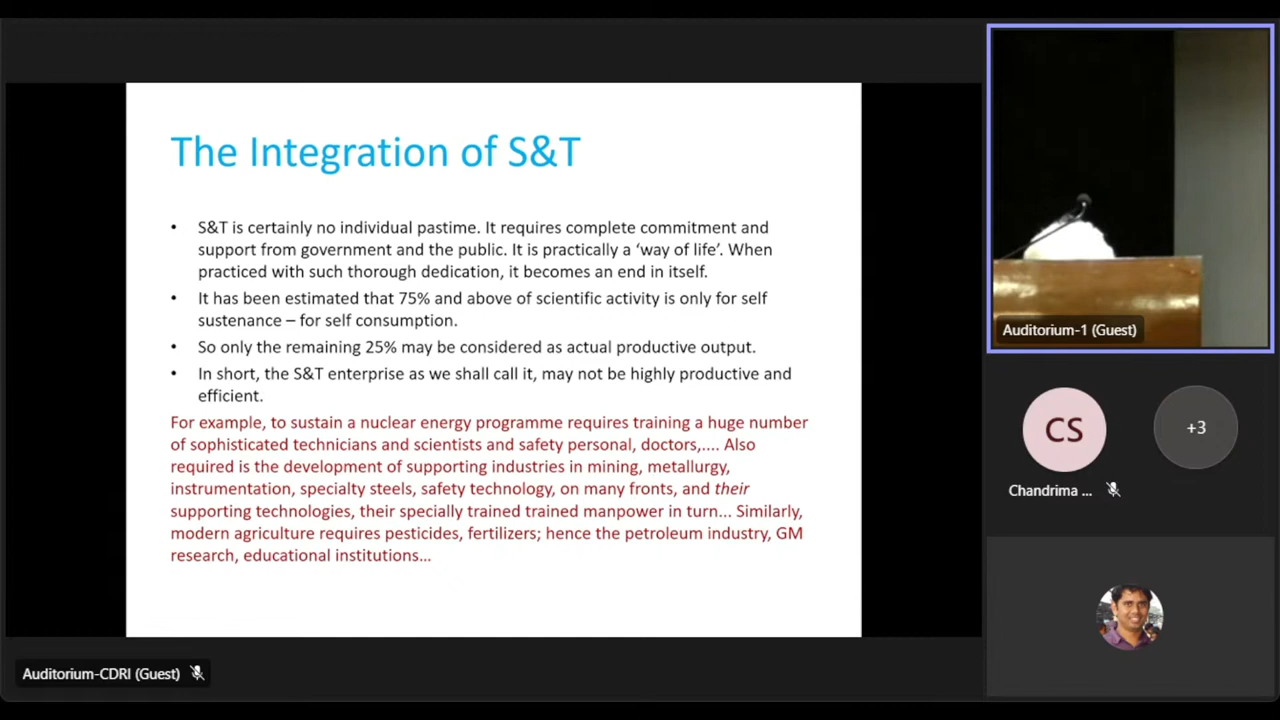 The Integration of S&T
• S&T is certainly no individual pastime. It requires complete commitment and
support from government and the public. It is practically a ‘way of life’. When
practiced with such thorough dedication, it becomes an end in itself.
• It has been estimated that 75% and above of scientific activity is only for self
sustenance – for self consumption.
• So only the remaining 25% may be considered as actual productive output.
• In short, the S&T enterprise as we shall call it, may not be highly productive and
efficient.
For example, to sustain a nuclear energy programme requires training a huge number
of sophisticated technicians and scientists and safety personal, doctors,.... Also
required is the development of supporting industries in mining, metallurgy,
instrumentation, specialty steels, safety technology, on many fronts, and their
supporting technologies, their specially trained trained manpower in turn... Similarly,
modern agriculture requires pesticides, fertilizers; hence the petroleum industry, GM
research, educational institutions...
Auditorium-CDRI (Guest)
Auditorium-1 (Guest)
CS
+3
Chandrima ...